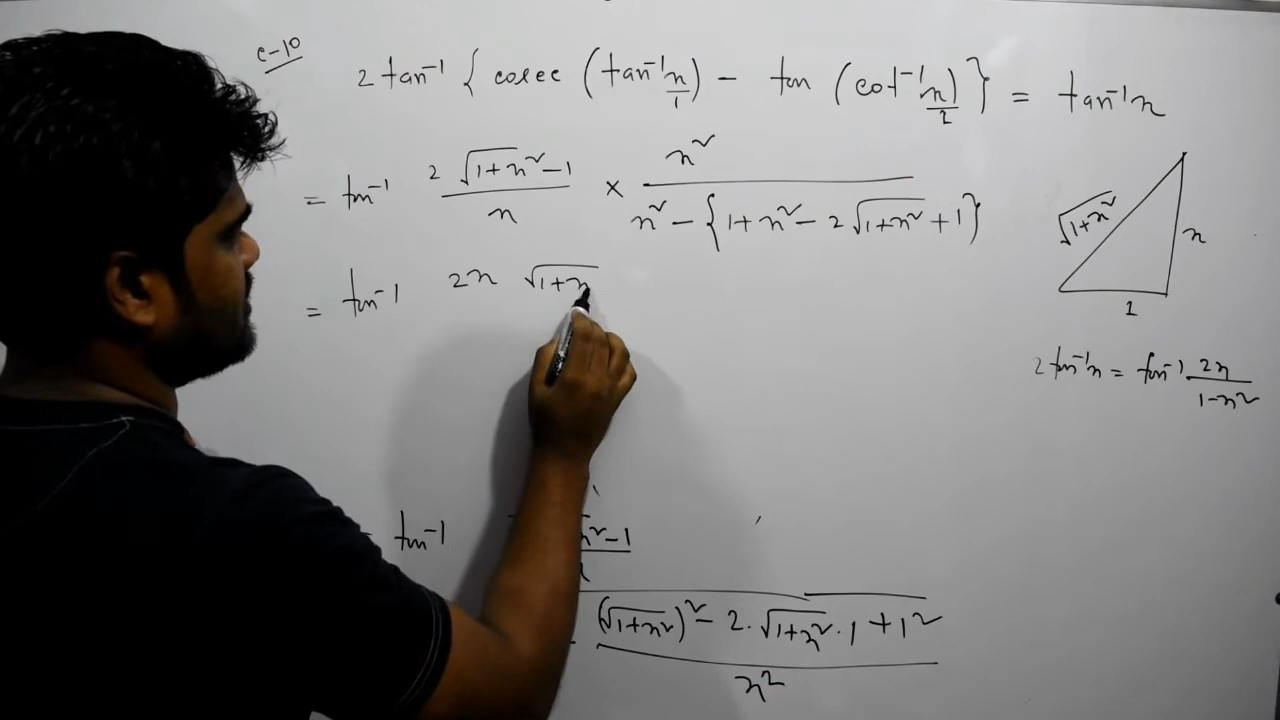 e-10
2 tan⁻¹ { cosec (tan⁻¹ x/1) - tan (cot⁻¹ x/2) } = tan⁻¹x
= tan⁻¹ 2 (√(1+x²) - 1)/x × x²/(x² - {1+x² - 2√(1+x²) + 1})
√(1+x²) x
1
= tan⁻¹ 2x √(1+x
2 tan⁻¹x = tan⁻¹ 2x/(1-x²)
tan⁻¹ x² - 1
(√(1+x²))² - 2. √(1+x²) . 1 + 1²
x²